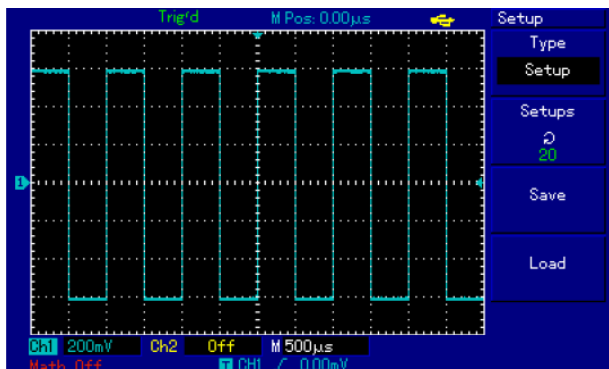 Trig'd M Pos: 0.00μs Setup
Type
Setup
Setups
20
Save
Load
1
Ch1 200mV Ch2 Off M 500μs
Math Off T CH1 / 0.00mV